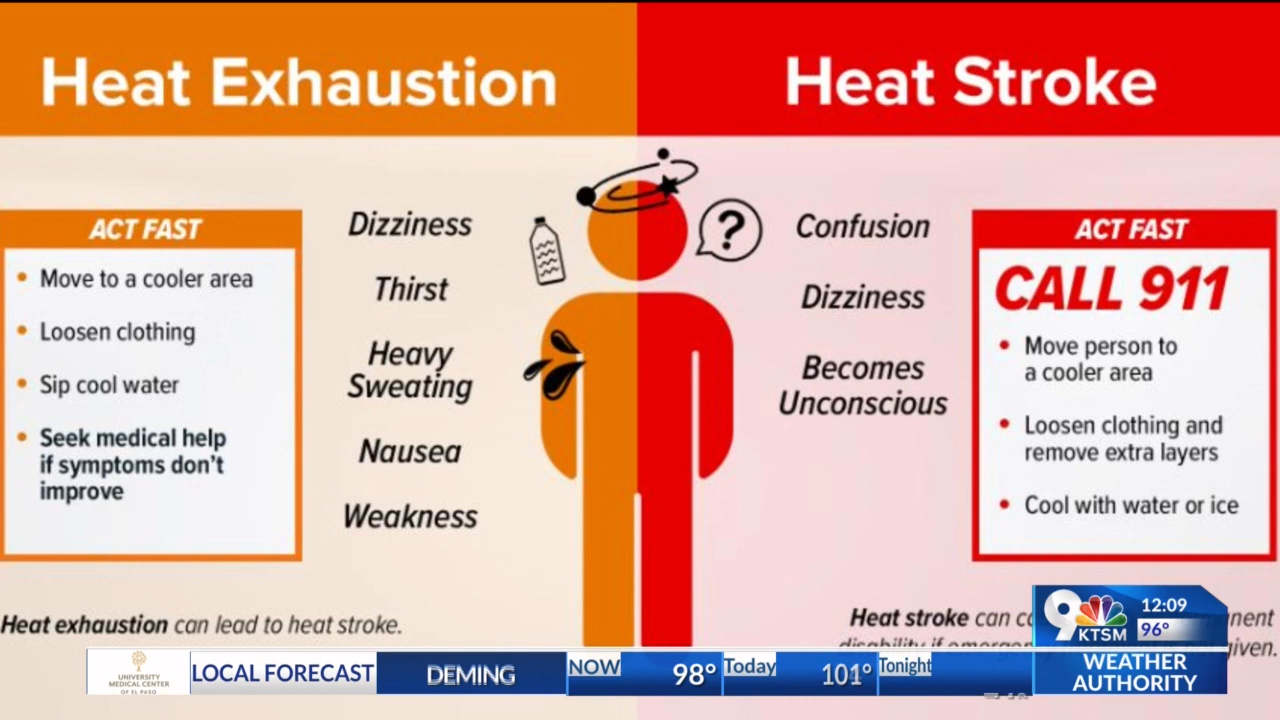 Heat Exhaustion
Heat Stroke
ACT FAST
Move to a cooler area
Loosen clothing
Sip cool water
Seek medical help
if symptoms don't
improve
Dizziness
Thirst
Heavy
Sweating
Nausea
Weakness
?
Confusion
Dizziness
Becomes
Unconscious
ACT FAST
CALL 911
Move person to
a cooler area
Loosen clothing and
remove extra layers
Cool with water or ice
Heat exhaustion can lead to heat stroke.
Heat stroke can
disability if
9
KTSM
12:09
96°
UNIVERSITY
MEDICAL CENTER
OF EL PASO
LOCAL FORECAST
DEMING
NOW
98°
Today
101°
Tonight
WEATHER
AUTHORITY